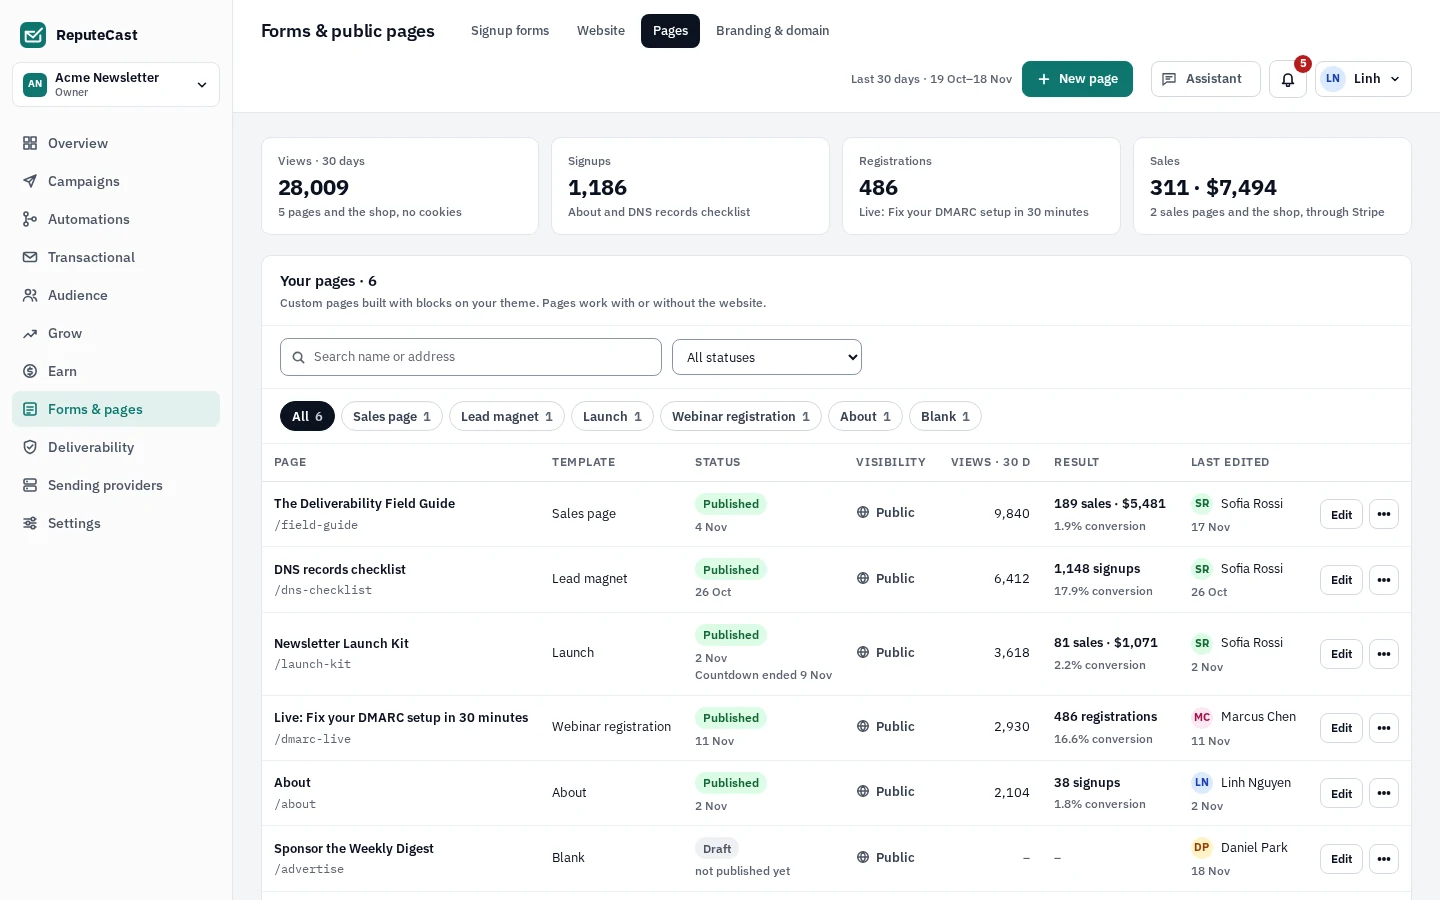 ReputeCast
AN
Acme Newsletter
Owner
Overview
Campaigns
Automations
Transactional
Audience
Grow
Earn
Forms & pages
Deliverability
Sending providers
Settings
Forms & public pages
Signup forms
Website
Pages
Branding & domain
Last 30 days · 19 Oct–18 Nov
New page
Assistant
5
LN
Linh
Views · 30 days
28,009
5 pages and the shop, no cookies
Signups
1,186
About and DNS records checklist
Registrations
486
Live: Fix your DMARC setup in 30 minutes
Sales
311 · $7,494
2 sales pages and the shop, through Stripe
Your pages · 6
Custom pages built with blocks on your theme. Pages work with or without the website.
Search name or address
All statuses
All 6
Sales page 1
Lead magnet 1
Launch 1
Webinar registration 1
About 1
Blank 1
PAGE TEMPLATE STATUS VISIBILITY VIEWS · 30 D RESULT LAST EDITED
The Deliverability Field Guide
/field-guide
Sales page
Published
4 Nov
Public
9,840
189 sales · $5,481
1.9% conversion
SR Sofia Rossi
17 Nov
Edit
DNS records checklist
/dns-checklist
Lead magnet
Published
26 Oct
Public
6,412
1,148 signups
17.9% conversion
SR Sofia Rossi
26 Oct
Edit
Newsletter Launch Kit
/launch-kit
Launch
Published
2 Nov
Countdown ended 9 Nov
Public
3,618
81 sales · $1,071
2.2% conversion
SR Sofia Rossi
2 Nov
Edit
Live: Fix your DMARC setup in 30 minutes
/dmarc-live
Webinar registration
Published
11 Nov
Public
2,930
486 registrations
16.6% conversion
MC Marcus Chen
11 Nov
Edit
About
/about
About
Published
2 Nov
Public
2,104
38 signups
1.8% conversion
LN Linh Nguyen
2 Nov
Edit
Sponsor the Weekly Digest
/advertise
Blank
Draft
not published yet
Public
–
–
DP Daniel Park
18 Nov
Edit